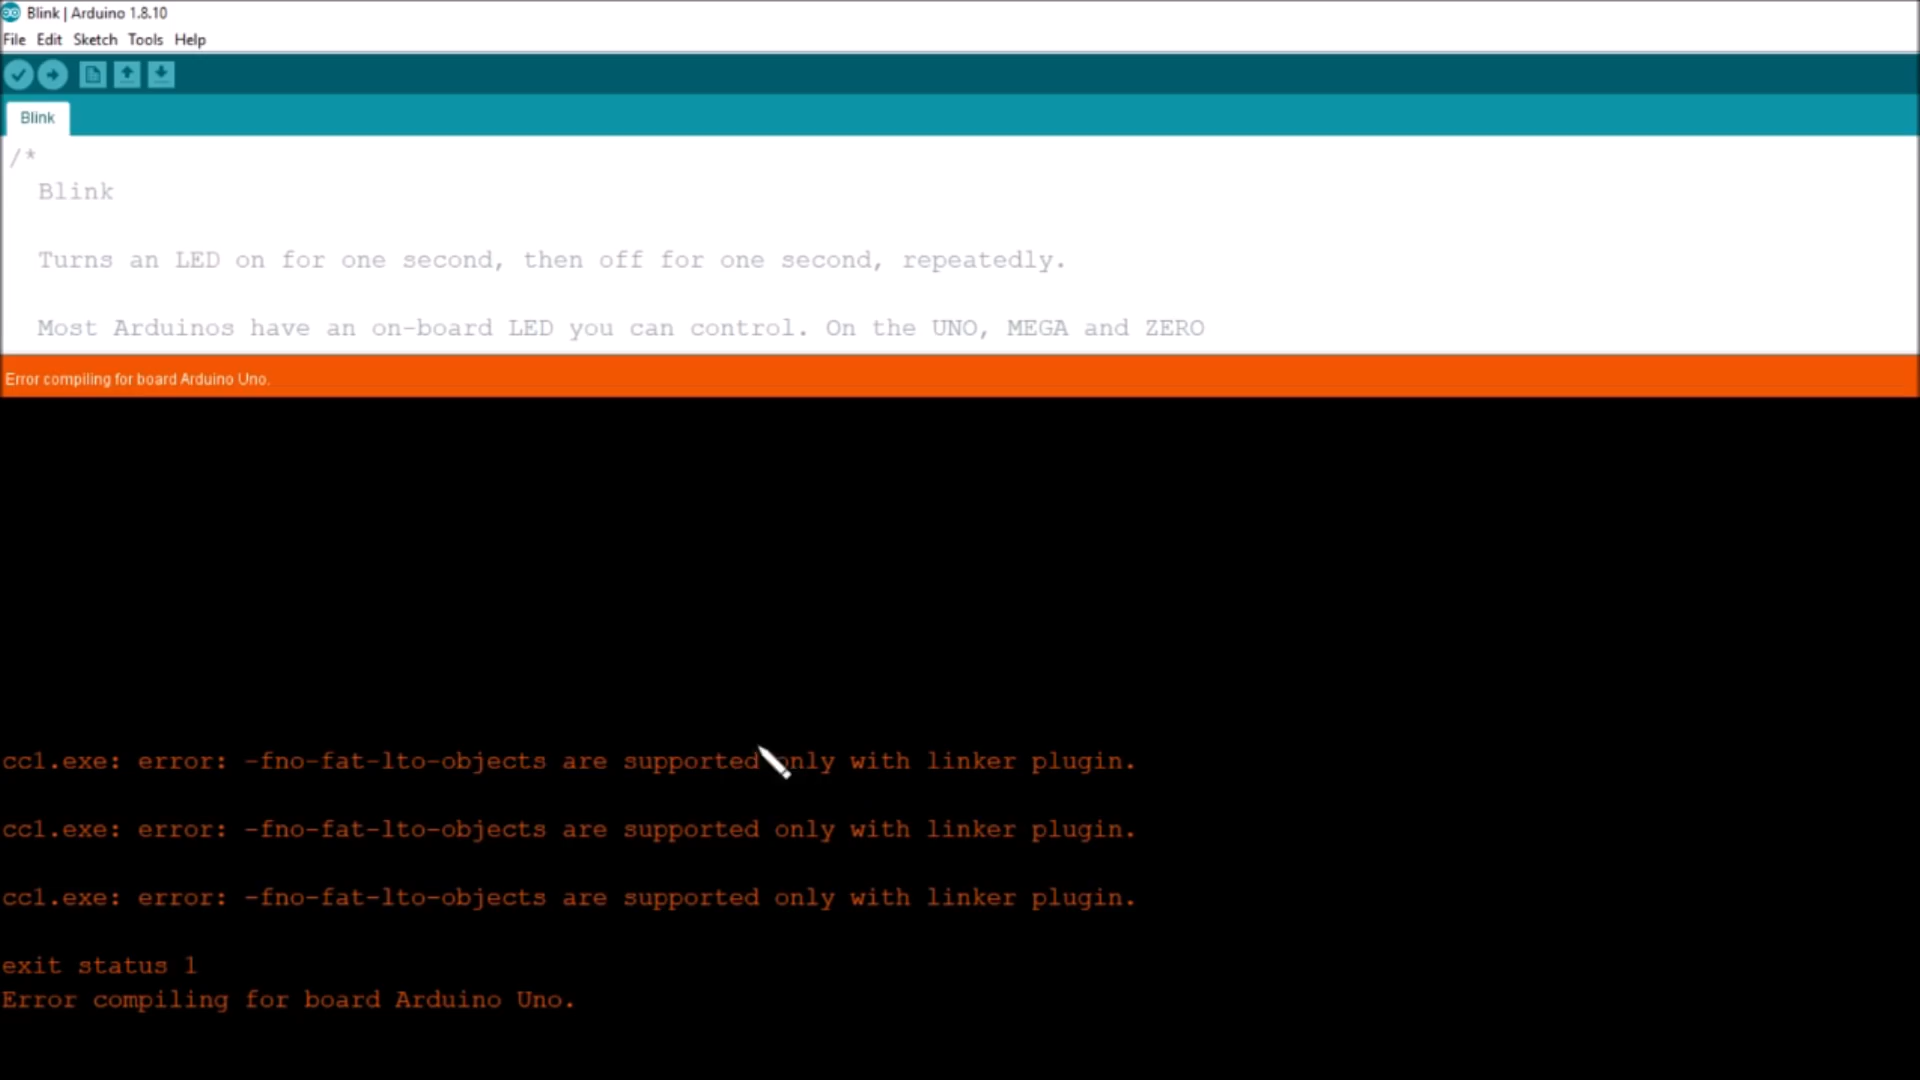 Blink | Arduino 1.8.10
File Edit Sketch Tools Help
Blink
/*
Blink
Turns an LED on for one second, then off for one second, repeatedly.
Most Arduinos have an on-board LED you can control. On the UNO, MEGA and ZERO
Error compiling for board Arduino Uno.
cc1.exe: error: -fno-fat-lto-objects are supported only with linker plugin.
cc1.exe: error: -fno-fat-lto-objects are supported only with linker plugin.
cc1.exe: error: -fno-fat-lto-objects are supported only with linker plugin.
exit status 1
Error compiling for board Arduino Uno.